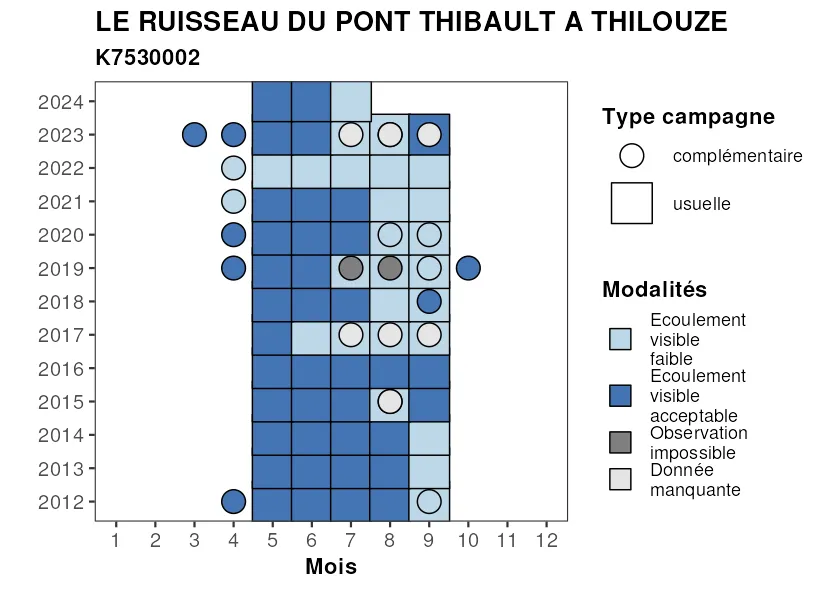 LE RUISSEAU DU PONT THIBAULT A THILOUZE
K7530002
2024
2023
2022
2021
2020
2019
2018
2017
2016
2015
2014
2013
2012
1 2 3 4 5 6 7 8 9 10 11 12
Mois
Type campagne
complémentaire
usuelle
Modalités
Ecoulement
visible
faible
Ecoulement
visible
acceptable
Observation
impossible
Donnée
manquante